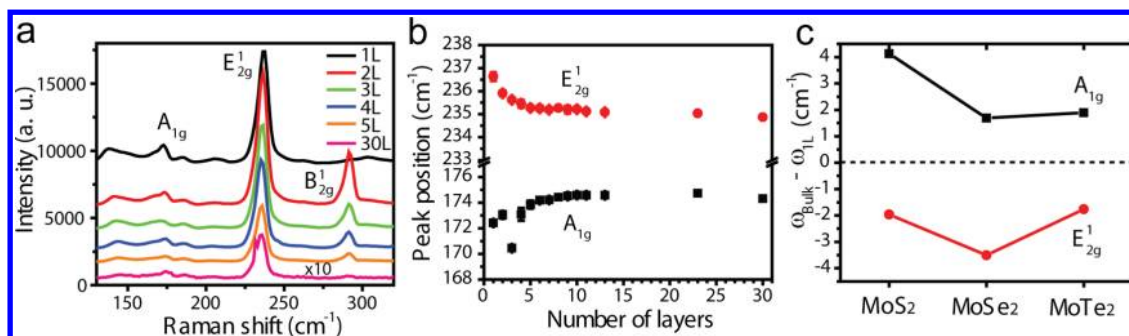 a
Intensity (a. u.)
15000
10000
5000
0
A1g
E12g
B12g
1L
2L
3L
4L
5L
30L
x10
150 200 250 300
Raman shift (cm-1)
b
Peak position (cm-1)
238
237
236
235
234
233
174
172
170
168
E12g
A1g
0 5 10 15 20 25 30
Number of layers
c
ωBulk - ω1L (cm-1)
4
3
2
1
0
-1
-2
-3
-4
A1g
E12g
MoS2 MoSe2 MoTe2